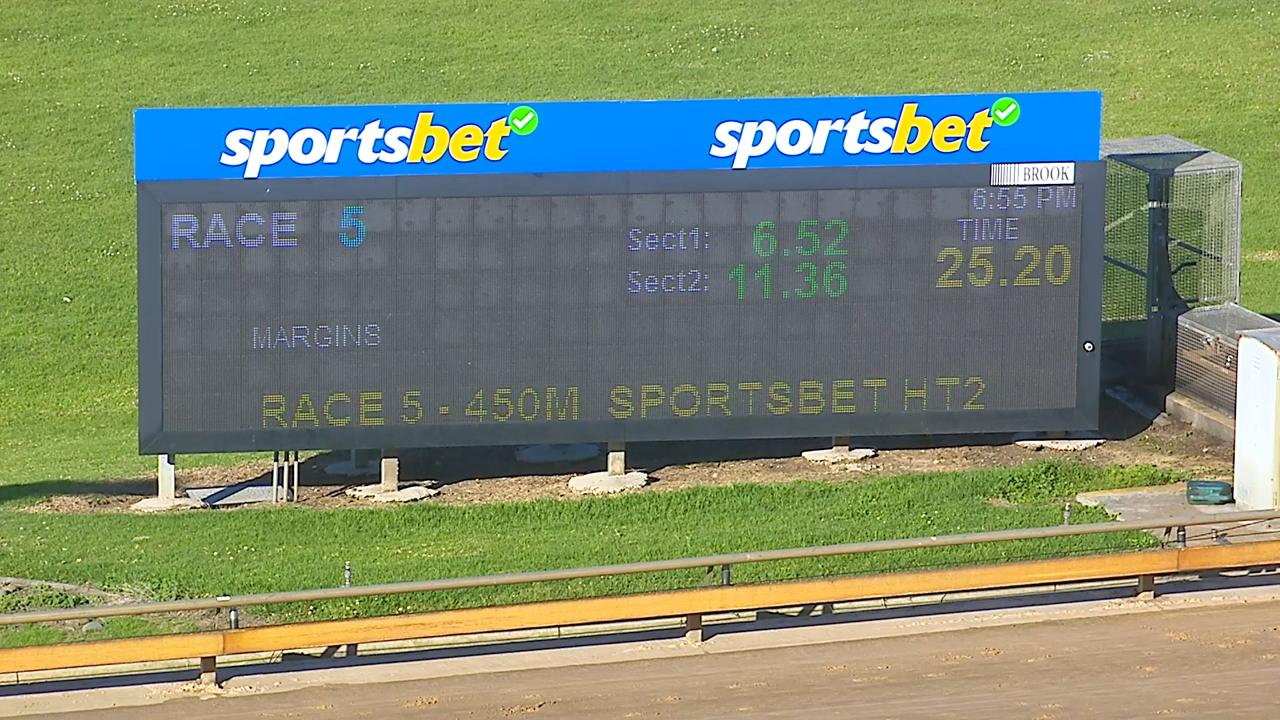 sportsbet sportsbet
BROOK
6:55 PM
RACE 5 Sect1: 6.52 TIME
Sect2: 11.36 25.20
MARGINS
RACE 5 - 450M SPORTSBET HT2